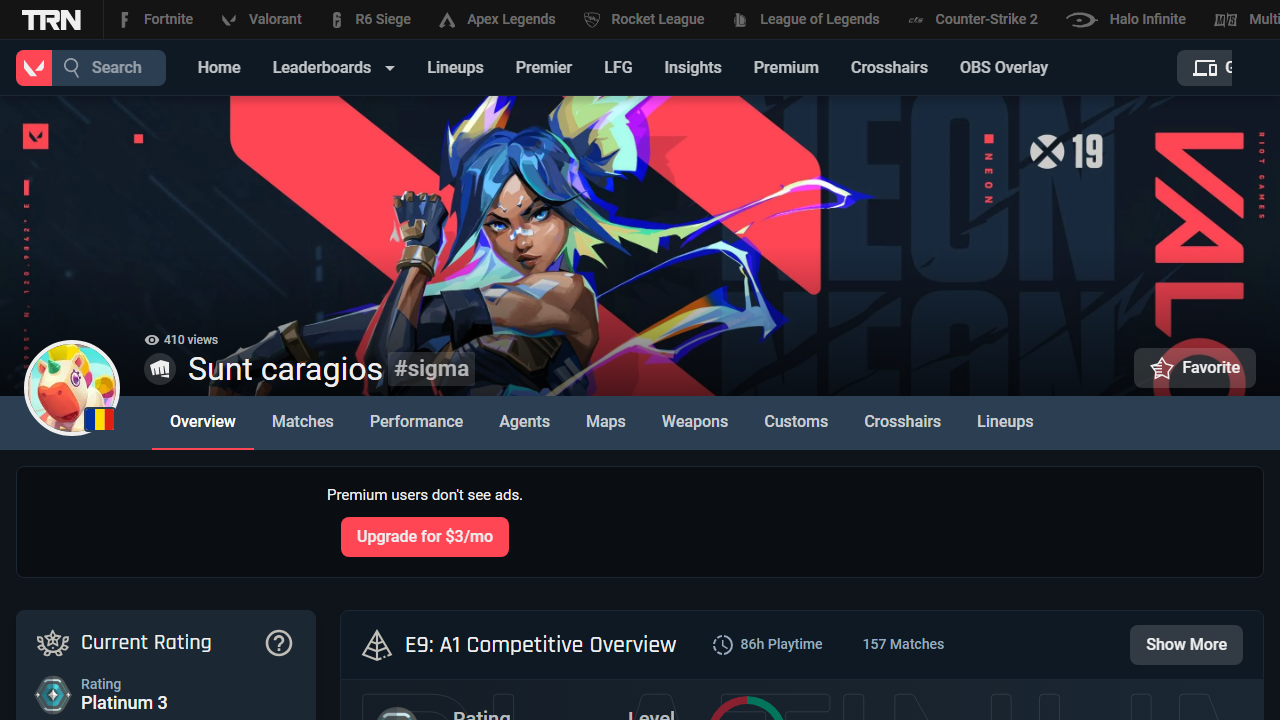 TRN Fortnite Valorant R6 Siege Apex Legends Rocket League League of Legends Counter-Strike 2 Halo Infinite
Search Home Leaderboards Lineups Premier LFG Insights Premium Crosshairs OBS Overlay
19
NEON
RIOT GAMES
VALO
NEON
NEON
410 views
Sunt caragios #sigma
Favorite
Overview Matches Performance Agents Maps Weapons Customs Crosshairs Lineups
Premium users don't see ads.
Upgrade for $3/mo
Current Rating
Rating
Platinum 3
E9: A1 Competitive Overview 86h Playtime 157 Matches Show More
Rating Level